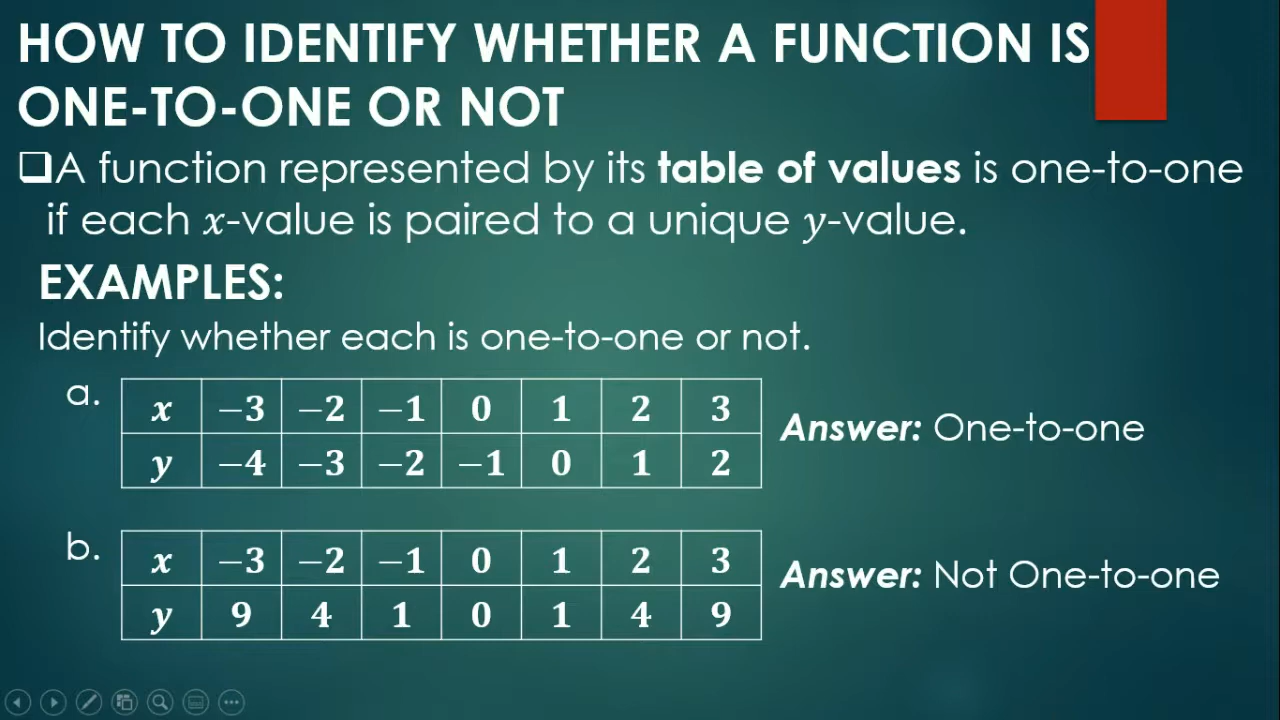 HOW TO IDENTIFY WHETHER A FUNCTION IS
ONE-TO-ONE OR NOT
❑A function represented by its table of values is one-to-one
if each x-value is paired to a unique y-value.
EXAMPLES:
Identify whether each is one-to-one or not.
a.
x −3 −2 −1 0 1 2 3
y −4 −3 −2 −1 0 1 2
Answer: One-to-one
b.
x −3 −2 −1 0 1 2 3
y 9 4 1 0 1 4 9
Answer: Not One-to-one